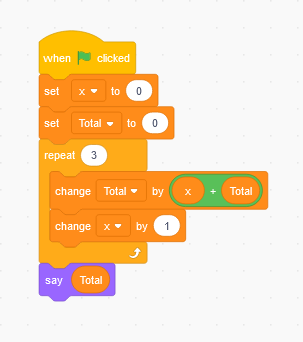 when clicked
set x to 0
set Total to 0
repeat 3
change Total by x + Total
change x by 1
say Total